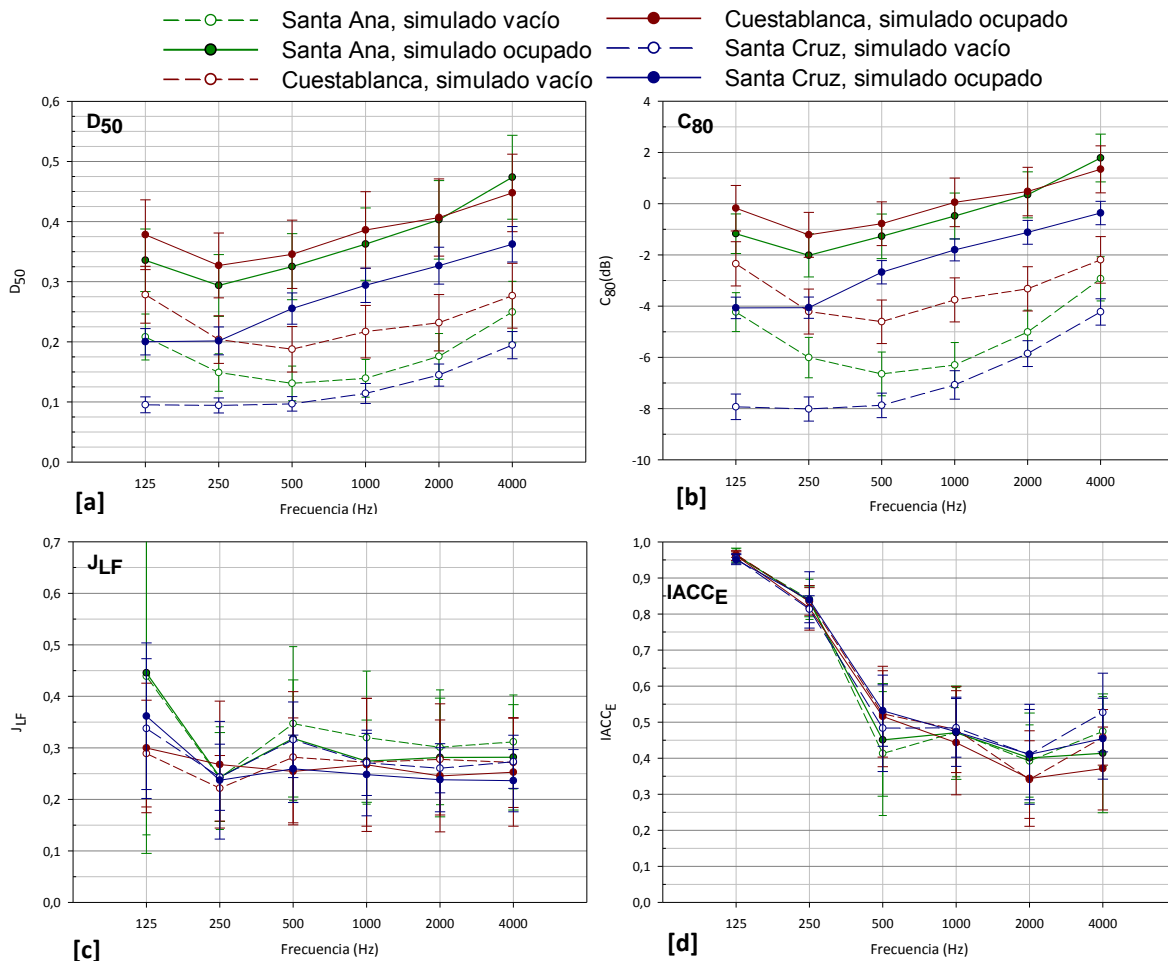 Santa Ana, simulado vacío
Santa Ana, simulado ocupado
Cuestablanca, simulado vacío
Cuestablanca, simulado ocupado
Santa Cruz, simulado vacío
Santa Cruz, simulado ocupado
D50
0,6
0,5
0,4
0,3
0,2
0,1
0,0
D50
125 250 500 1000 2000 4000
[a]
Frecuencia (Hz)
C80
4
2
0
-2
-4
-6
-8
-10
C80(dB)
125 250 500 1000 2000 4000
[b]
Frecuencia (Hz)
JLF
0,7
0,6
0,5
0,4
0,3
0,2
0,1
0,0
JLF
125 250 500 1000 2000 4000
[c]
Frecuencia (Hz)
IACCE
1,0
0,9
0,8
0,7
0,6
0,5
0,4
0,3
0,2
0,1
0,0
IACCE
125 250 500 1000 2000 4000
[d]
Frecuencia (Hz)